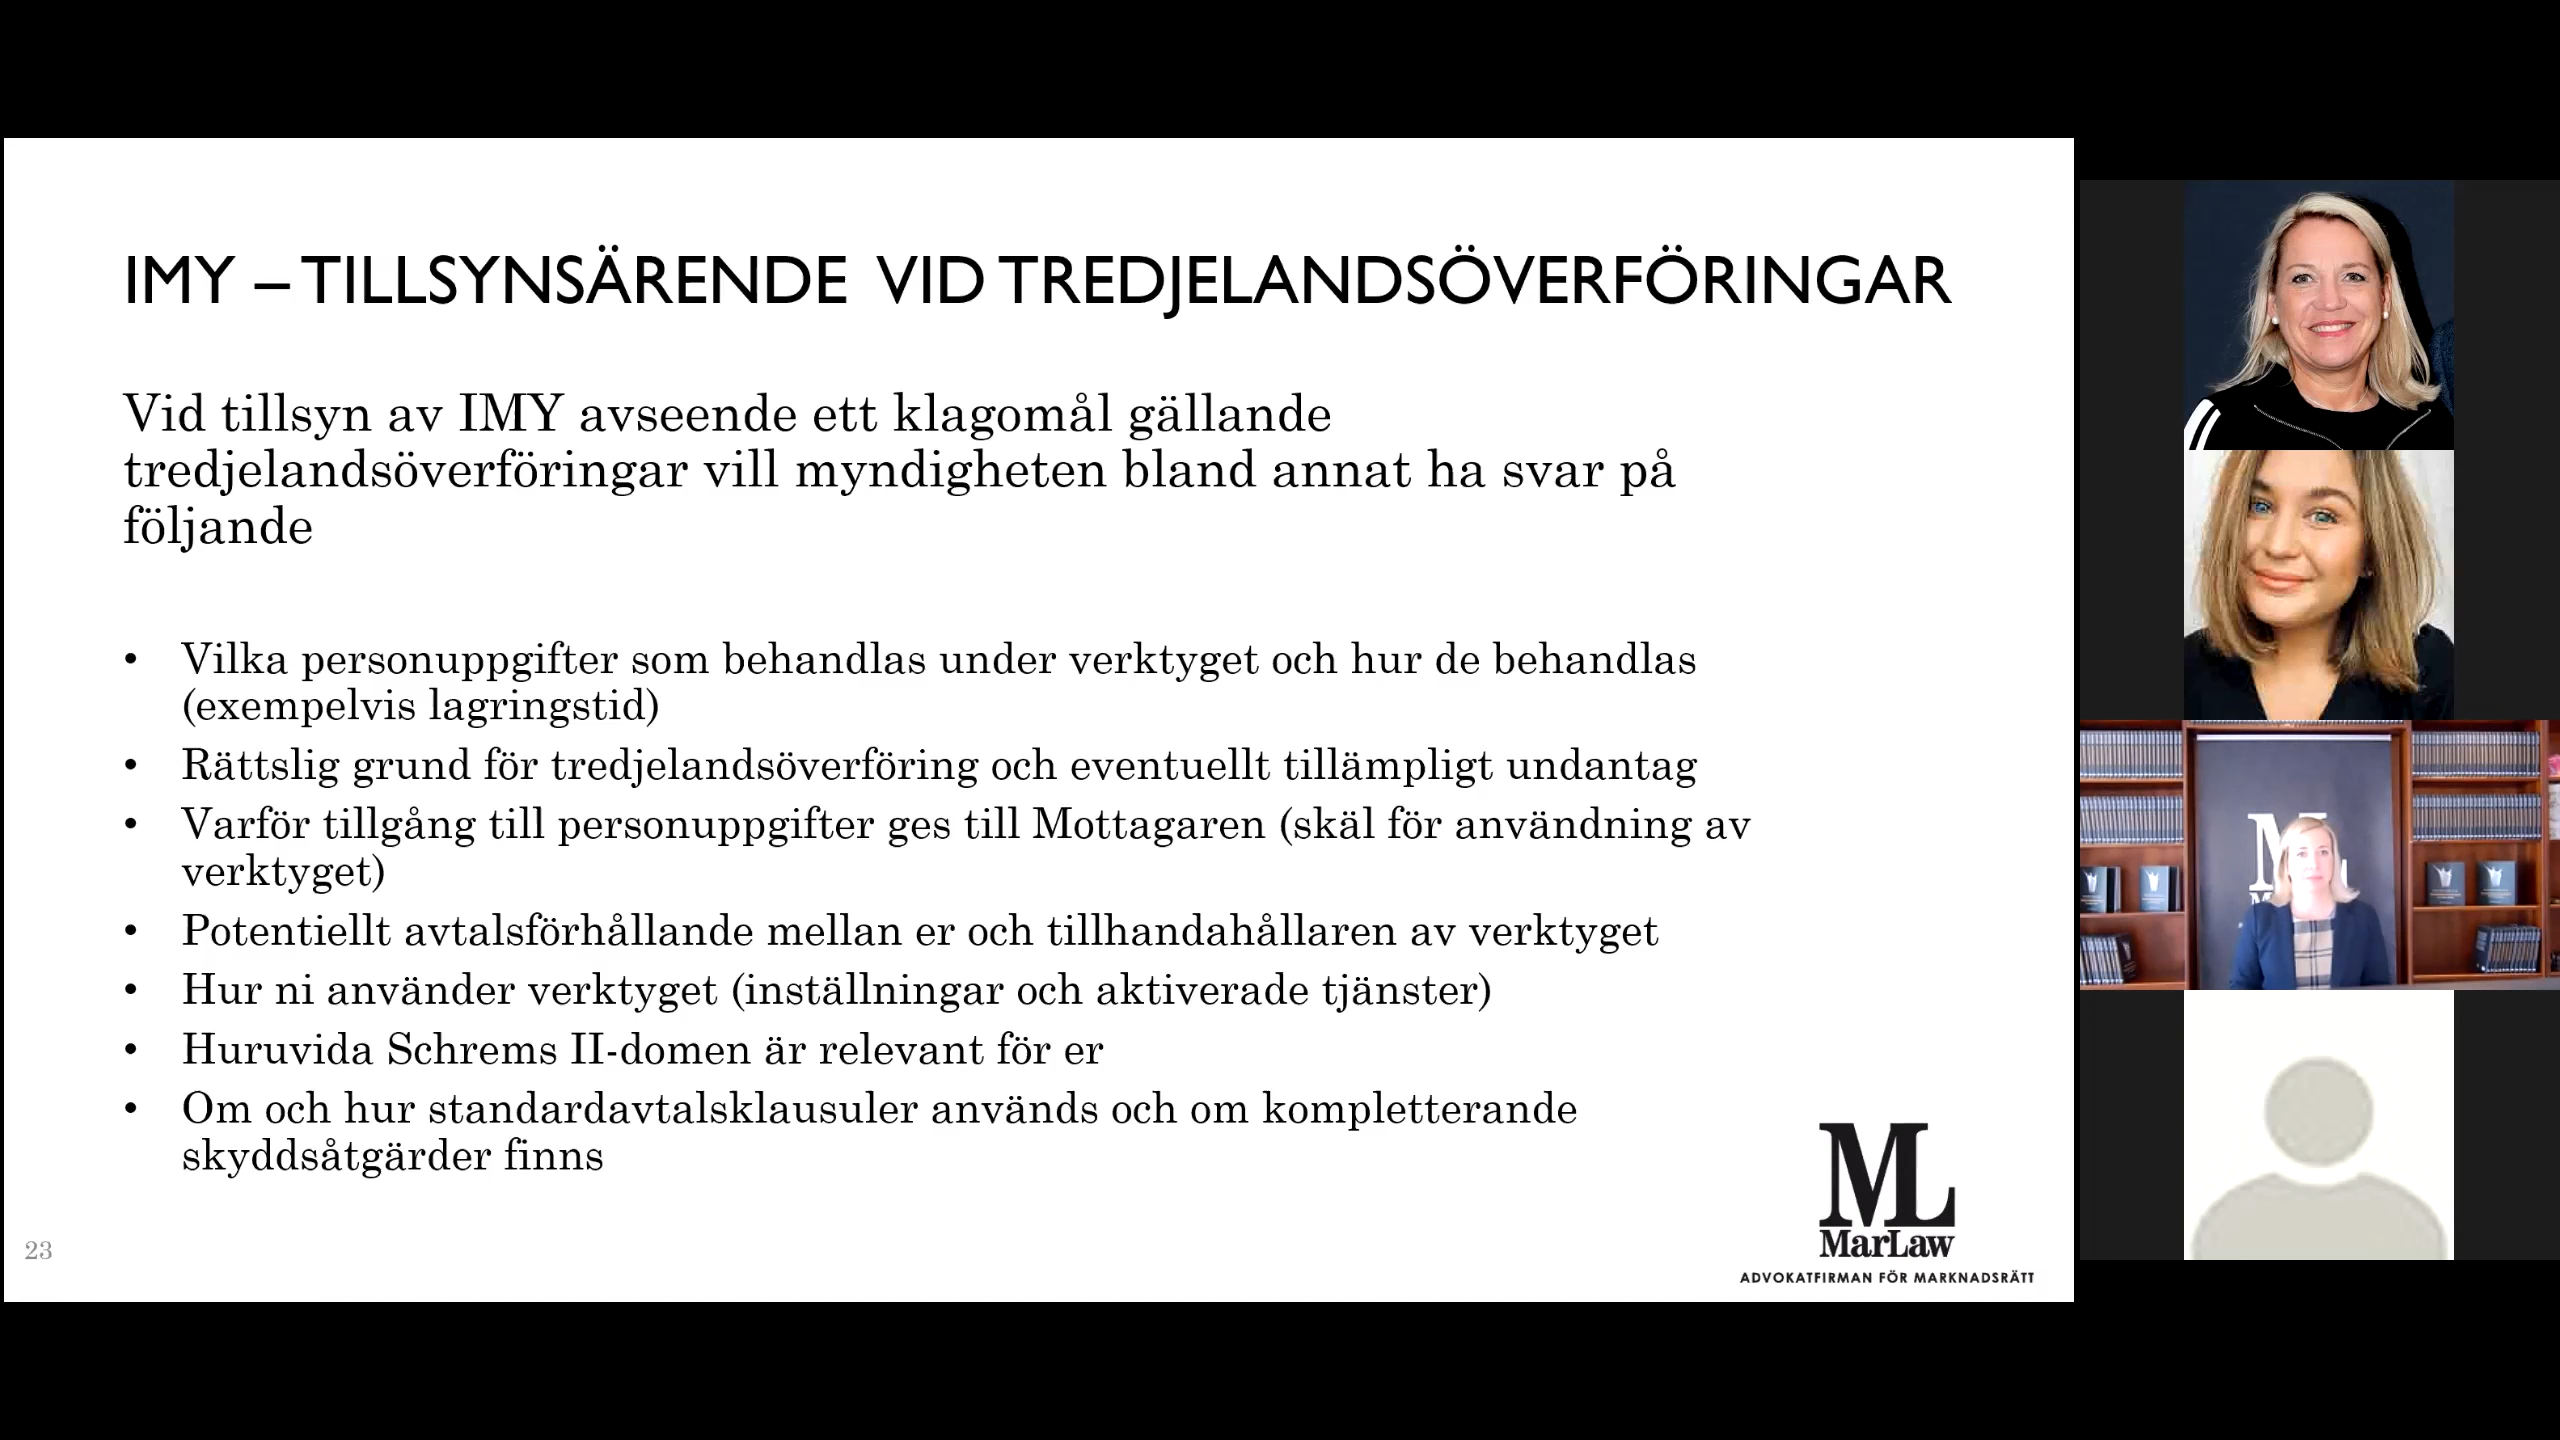 IMY – TILLSYNSÄRENDE VID TREDJELANDSÖVERFÖRINGAR
Vid tillsyn av IMY avseende ett klagomål gällande
tredjelandsöverföringar vill myndigheten bland annat ha svar på
följande
• Vilka personuppgifter som behandlas under verktyget och hur de behandlas
(exempelvis lagringstid)
• Rättslig grund för tredjelandsöverföring och eventuellt tillämpligt undantag
• Varför tillgång till personuppgifter ges till Mottagaren (skäl för användning av
verktyget)
• Potentiellt avtalsförhållande mellan er och tillhandahållaren av verktyget
• Hur ni använder verktyget (inställningar och aktiverade tjänster)
• Huruvida Schrems II-domen är relevant för er
• Om och hur standardavtalsklausuler används och om kompletterande
skyddsåtgärder finns
23
ML
MarLaw
ADVOKATFIRMAN FÖR MARKNADSRÄTT